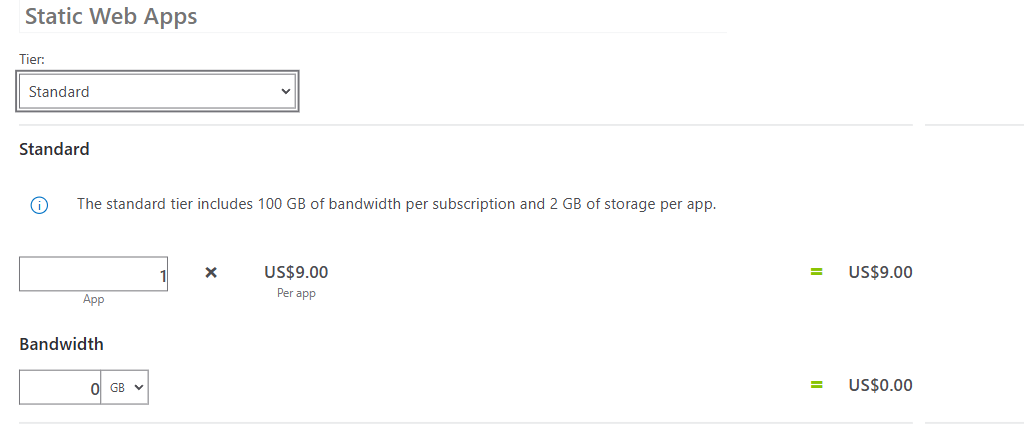 Static Web Apps
Tier:
Standard
Standard
The standard tier includes 100 GB of bandwidth per subscription and 2 GB of storage per app.
1 × US$9.00 = US$9.00
App Per app
Bandwidth
0 GB = US$0.00